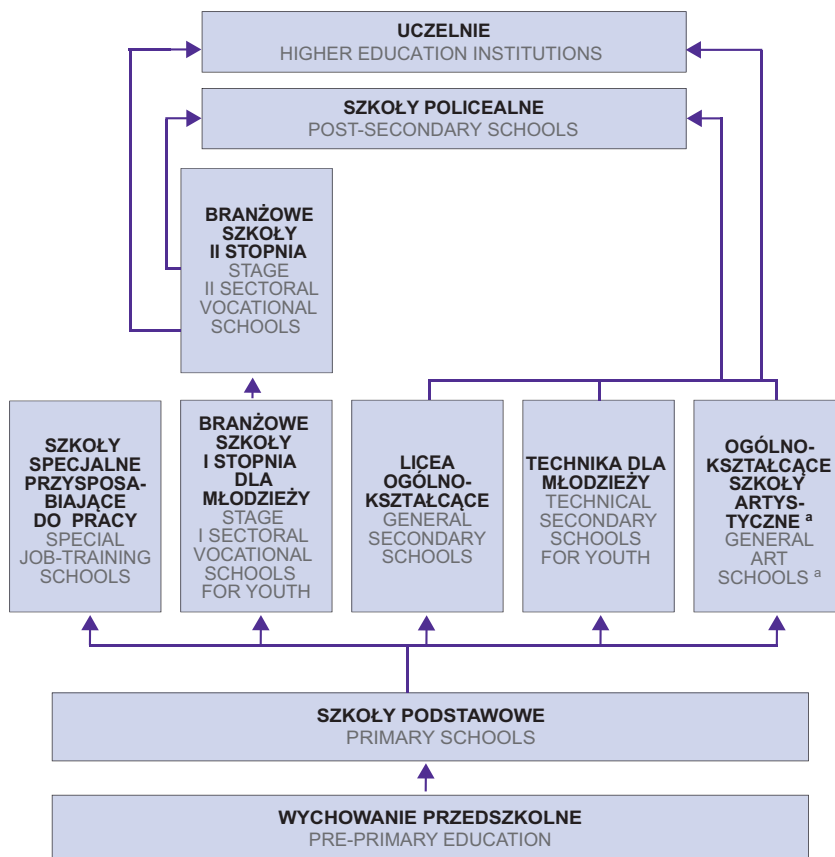 UCZELNIE
HIGHER EDUCATION INSTITUTIONS
SZKOŁY POLICEALNE
POST-SECONDARY SCHOOLS
BRANŻOWE
SZKOŁY
II STOPNIA
STAGE
II SECTORAL
VOCATIONAL
SCHOOLS
SZKOŁY
SPECJALNE
PRZYSPOSA-
BIAJĄCE
DO PRACY
SPECIAL
JOB-TRAINING
SCHOOLS
BRANŻOWE
SZKOŁY
I STOPNIA
DLA
MŁODZIEŻY
STAGE
I SECTORAL
VOCATIONAL
SCHOOLS
FOR YOUTH
LICEA
OGÓLNO-
KSZTAŁCĄCE
GENERAL
SECONDARY
SCHOOLS
TECHNIKA DLA
MŁODZIEŻY
TECHNICAL
SECONDARY
SCHOOLS
FOR YOUTH
OGÓLNO-
KSZTAŁCĄCE
SZKOŁY
ARTYS-
TYCZNE a
GENERAL
ART
SCHOOLS a
SZKOŁY PODSTAWOWE
PRIMARY SCHOOLS
WYCHOWANIE PRZEDSZKOLNE
PRE-PRIMARY EDUCATION